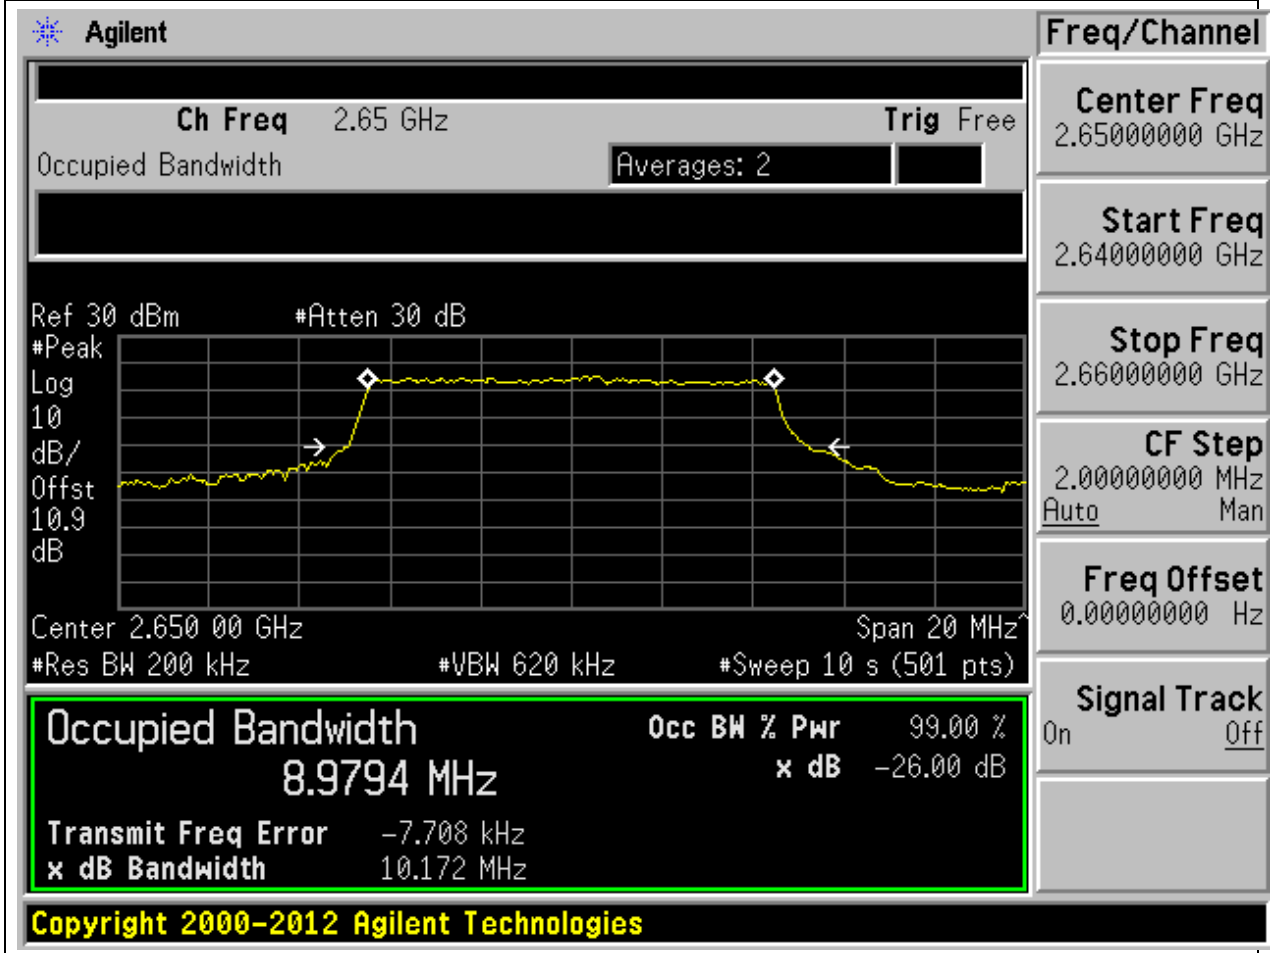 Agilent
Freq/Channel
Ch Freq 2.65 GHz Trig Free
Occupied Bandwidth Averages: 2
Center Freq
2.65000000 GHz
Start Freq
2.64000000 GHz
Stop Freq
2.66000000 GHz
CF Step
2.00000000 MHz
Auto Man
Freq Offset
0.00000000 Hz
Signal Track
On Off
Ref 30 dBm #Atten 30 dB
#Peak
Log
10
dB/
Offst
10.9
dB
Center 2.650 00 GHz Span 20 MHz^
#Res BW 200 kHz #VBW 620 kHz #Sweep 10 s (501 pts)
Occupied Bandwidth Occ BW % Pwr 99.00 %
8.9794 MHz x dB -26.00 dB
Transmit Freq Error -7.708 kHz
x dB Bandwidth 10.172 MHz
Copyright 2000-2012 Agilent Technologies